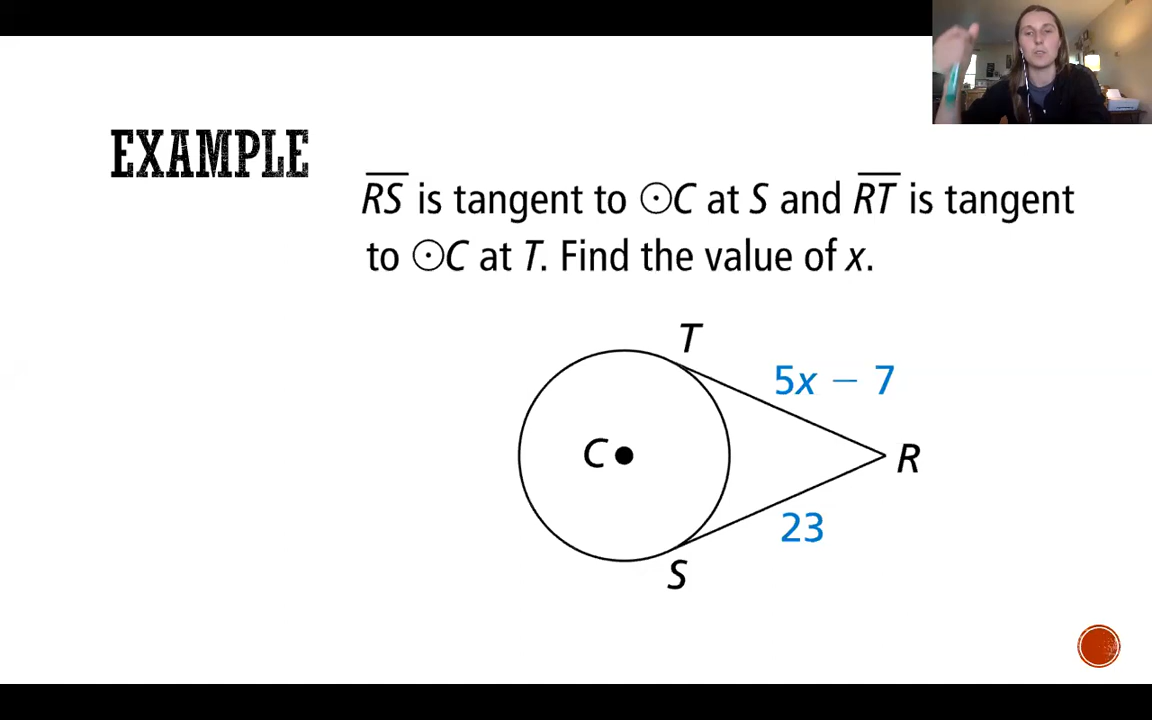 EXAMPLE
RS is tangent to ⊙C at S and RT is tangent
to ⊙C at T. Find the value of x.
T
5x − 7
C
R
23
S